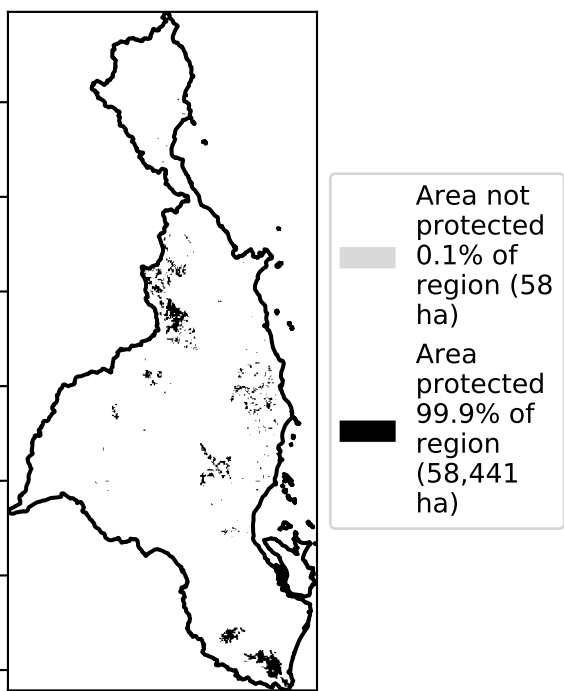 Area not
protected
0.1% of
region (58
ha)
Area
protected
99.9% of
region
(58,441
ha)